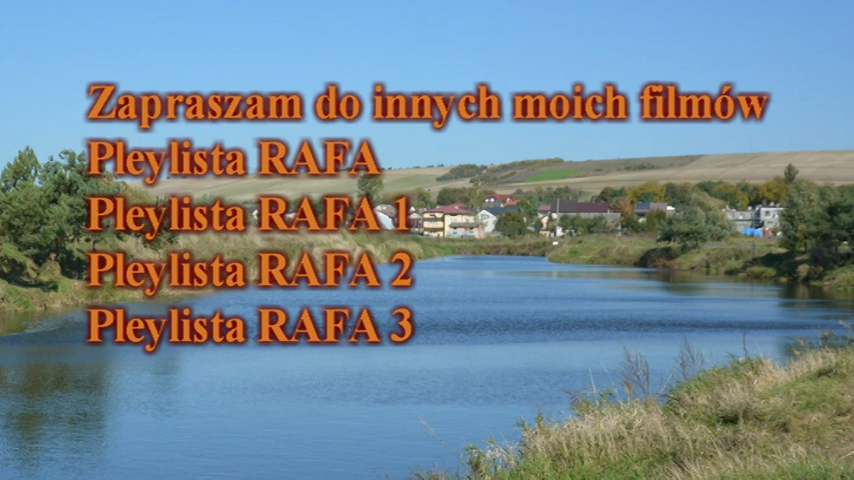 Zapraszam do innych moich filmów
Pleylista RAFA
Pleylista RAFA 1
Pleylista RAFA 2
Pleylista RAFA 3